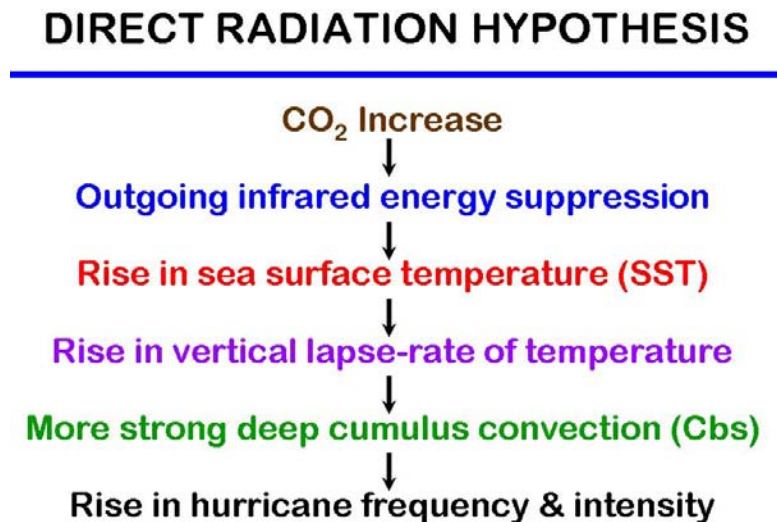 DIRECT RADIATION HYPOTHESIS
CO₂ Increase
Outgoing infrared energy suppression
Rise in sea surface temperature (SST)
Rise in vertical lapse-rate of temperature
More strong deep cumulus convection (Cbs)
Rise in hurricane frequency & intensity